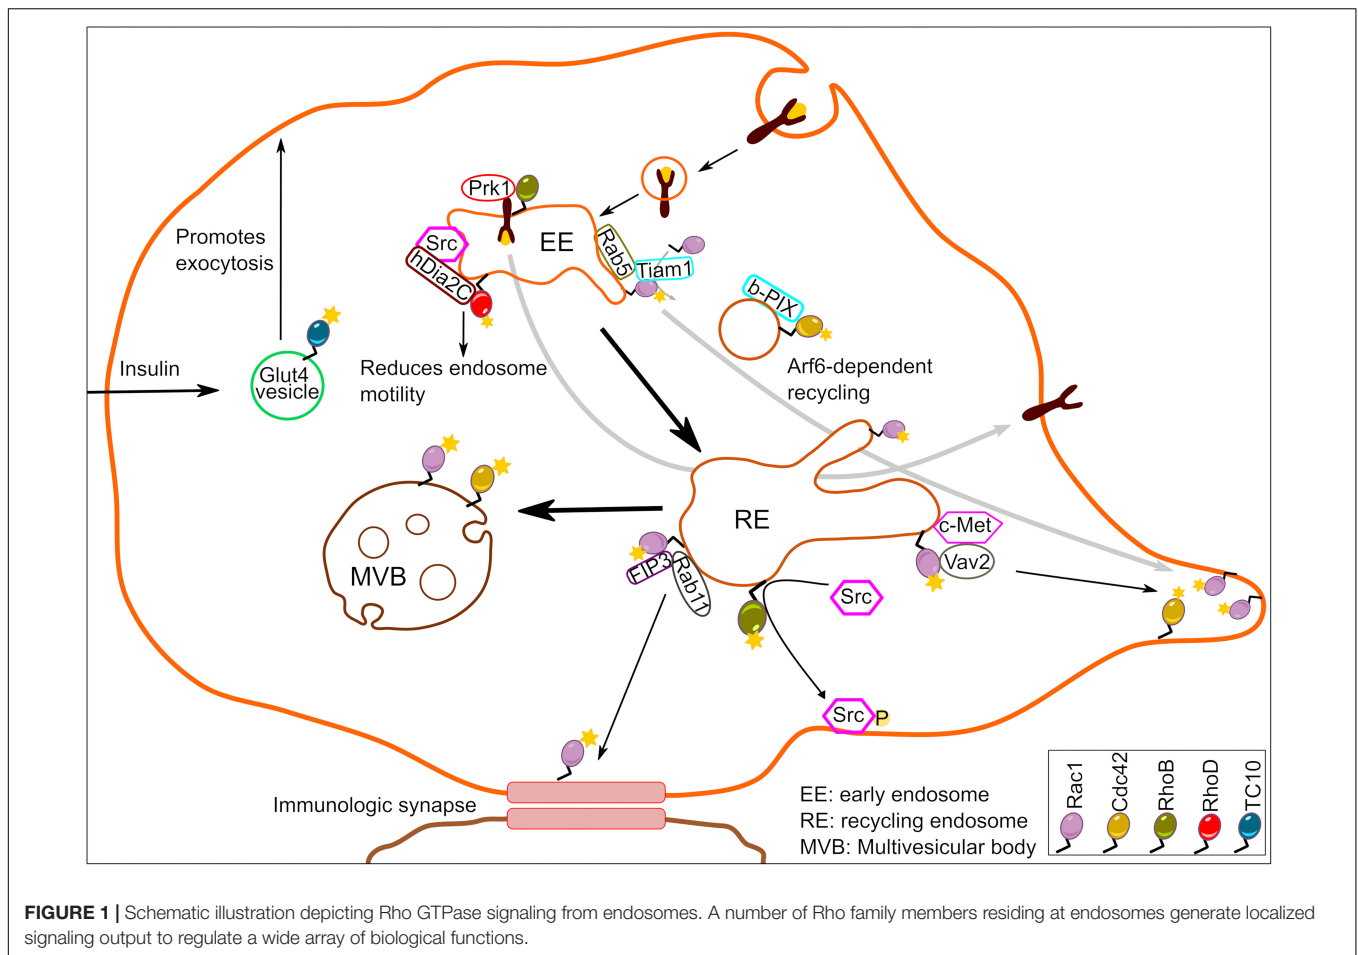 Prk1
Src
EE
hDia2C
Rab5
Tiam1
Promotes
exocytosis
b-PIX
Insulin
Glut4
vesicle
Reduces endosome
motility
Arf6-dependent
recycling
MVB
RE
c-Met
Vav2
FIP3
Rab11
Src
Src P
Immunologic synapse
EE: early endosome
RE: recycling endosome
MVB: Multivesicular body
Rac1
Cdc42
RhoB
RhoD
TC10
FIGURE 1 | Schematic illustration depicting Rho GTPase signaling from endosomes. A number of Rho family members residing at endosomes generate localized
signaling output to regulate a wide array of biological functions.